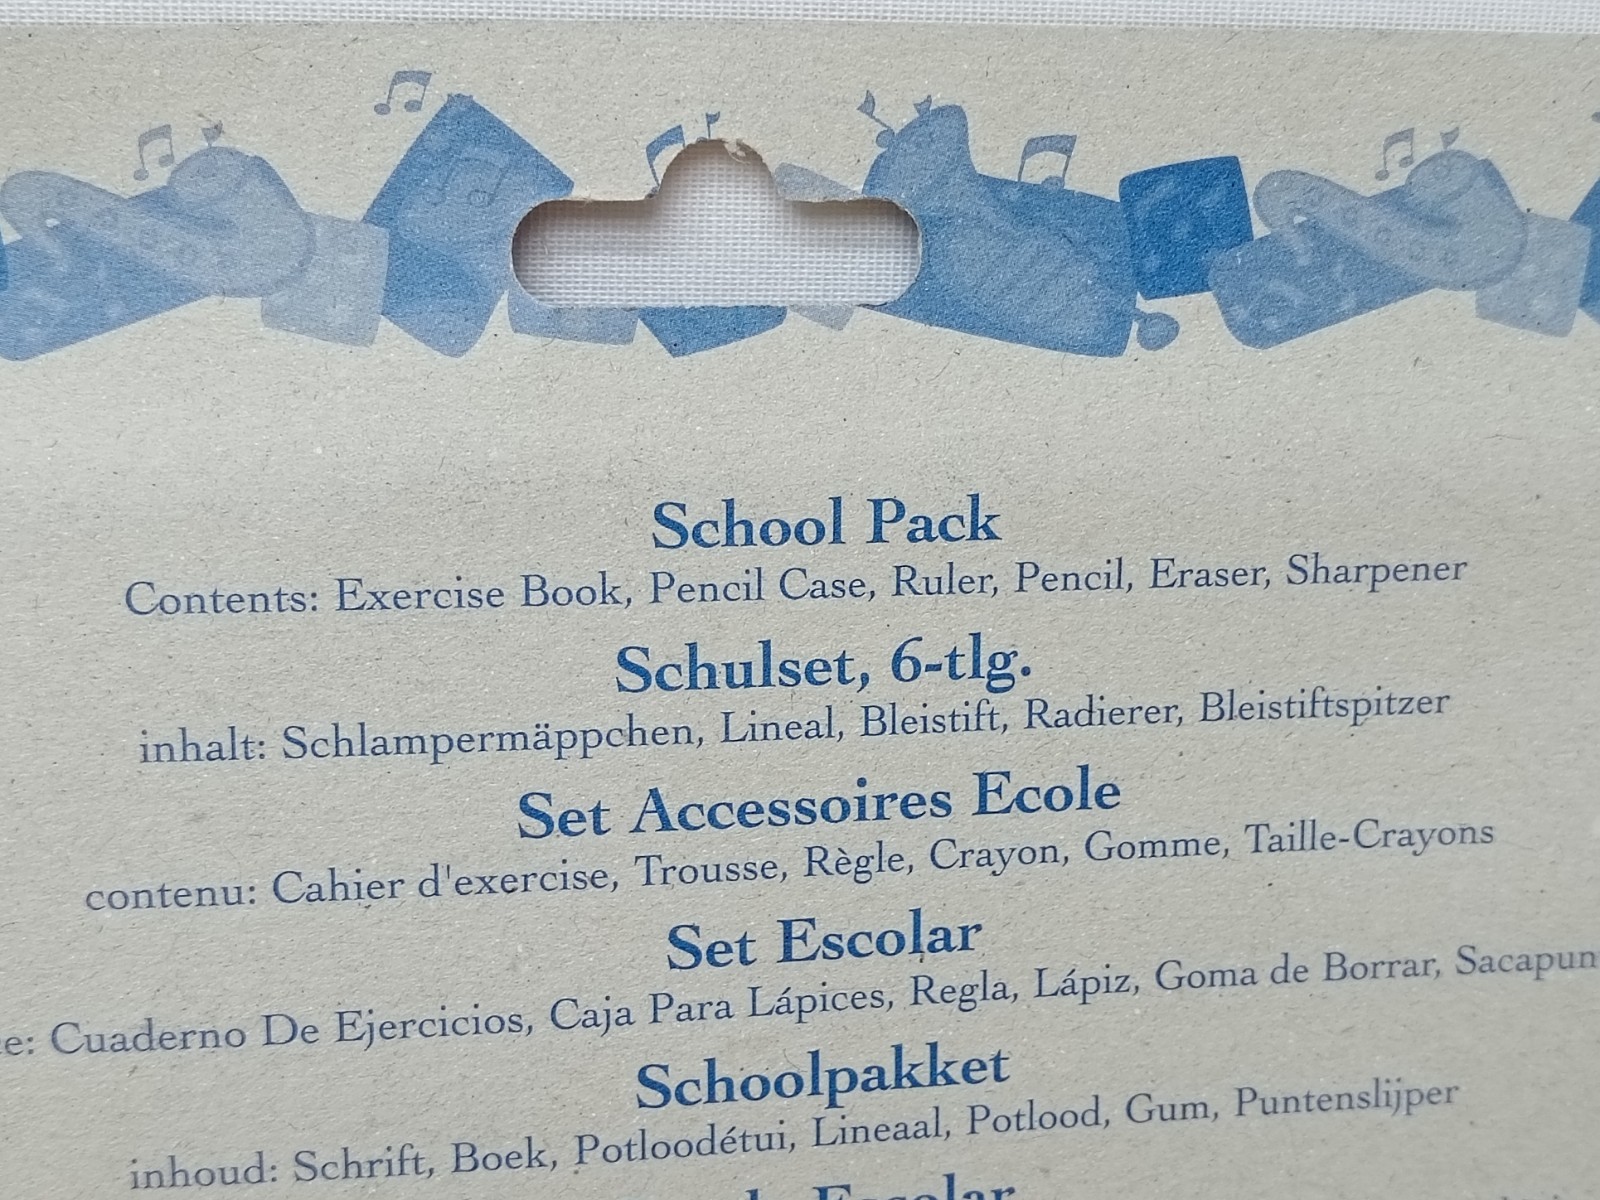 School Pack
Contents: Exercise Book, Pencil Case, Ruler, Pencil, Eraser, Sharpener
Schulset, 6-tlg.
inhalt: Schlampermäppchen, Lineal, Bleistift, Radierer, Bleistiftspitzer
Set Accessoires Ecole
contenu: Cahier d'exercise, Trousse, Règle, Crayon, Gomme, Taille-Crayons
Set Escolar
Cuaderno De Ejercicios, Caja Para Lápices, Regla, Lápiz, Goma de Borrar, Sacapun
Schoolpakket
inhoud: Schrift, Boek, Potloodétui, Lineaal, Potlood, Gum, Puntenslijper
Escolar